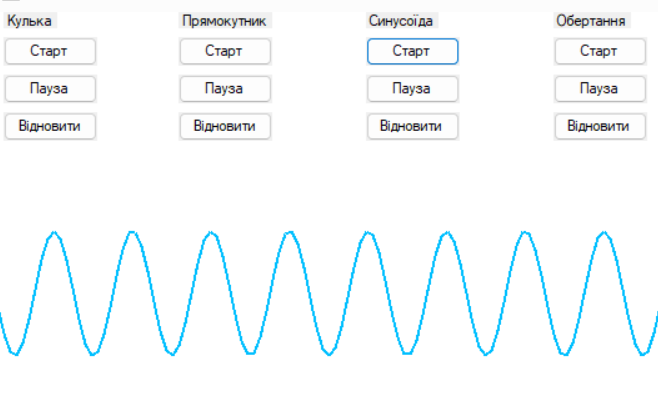 Кулька Прямокутник Синусоїда Обертання
Старт Старт Старт Старт
Пауза Пауза Пауза Пауза
Відновити Відновити Відновити Відновити